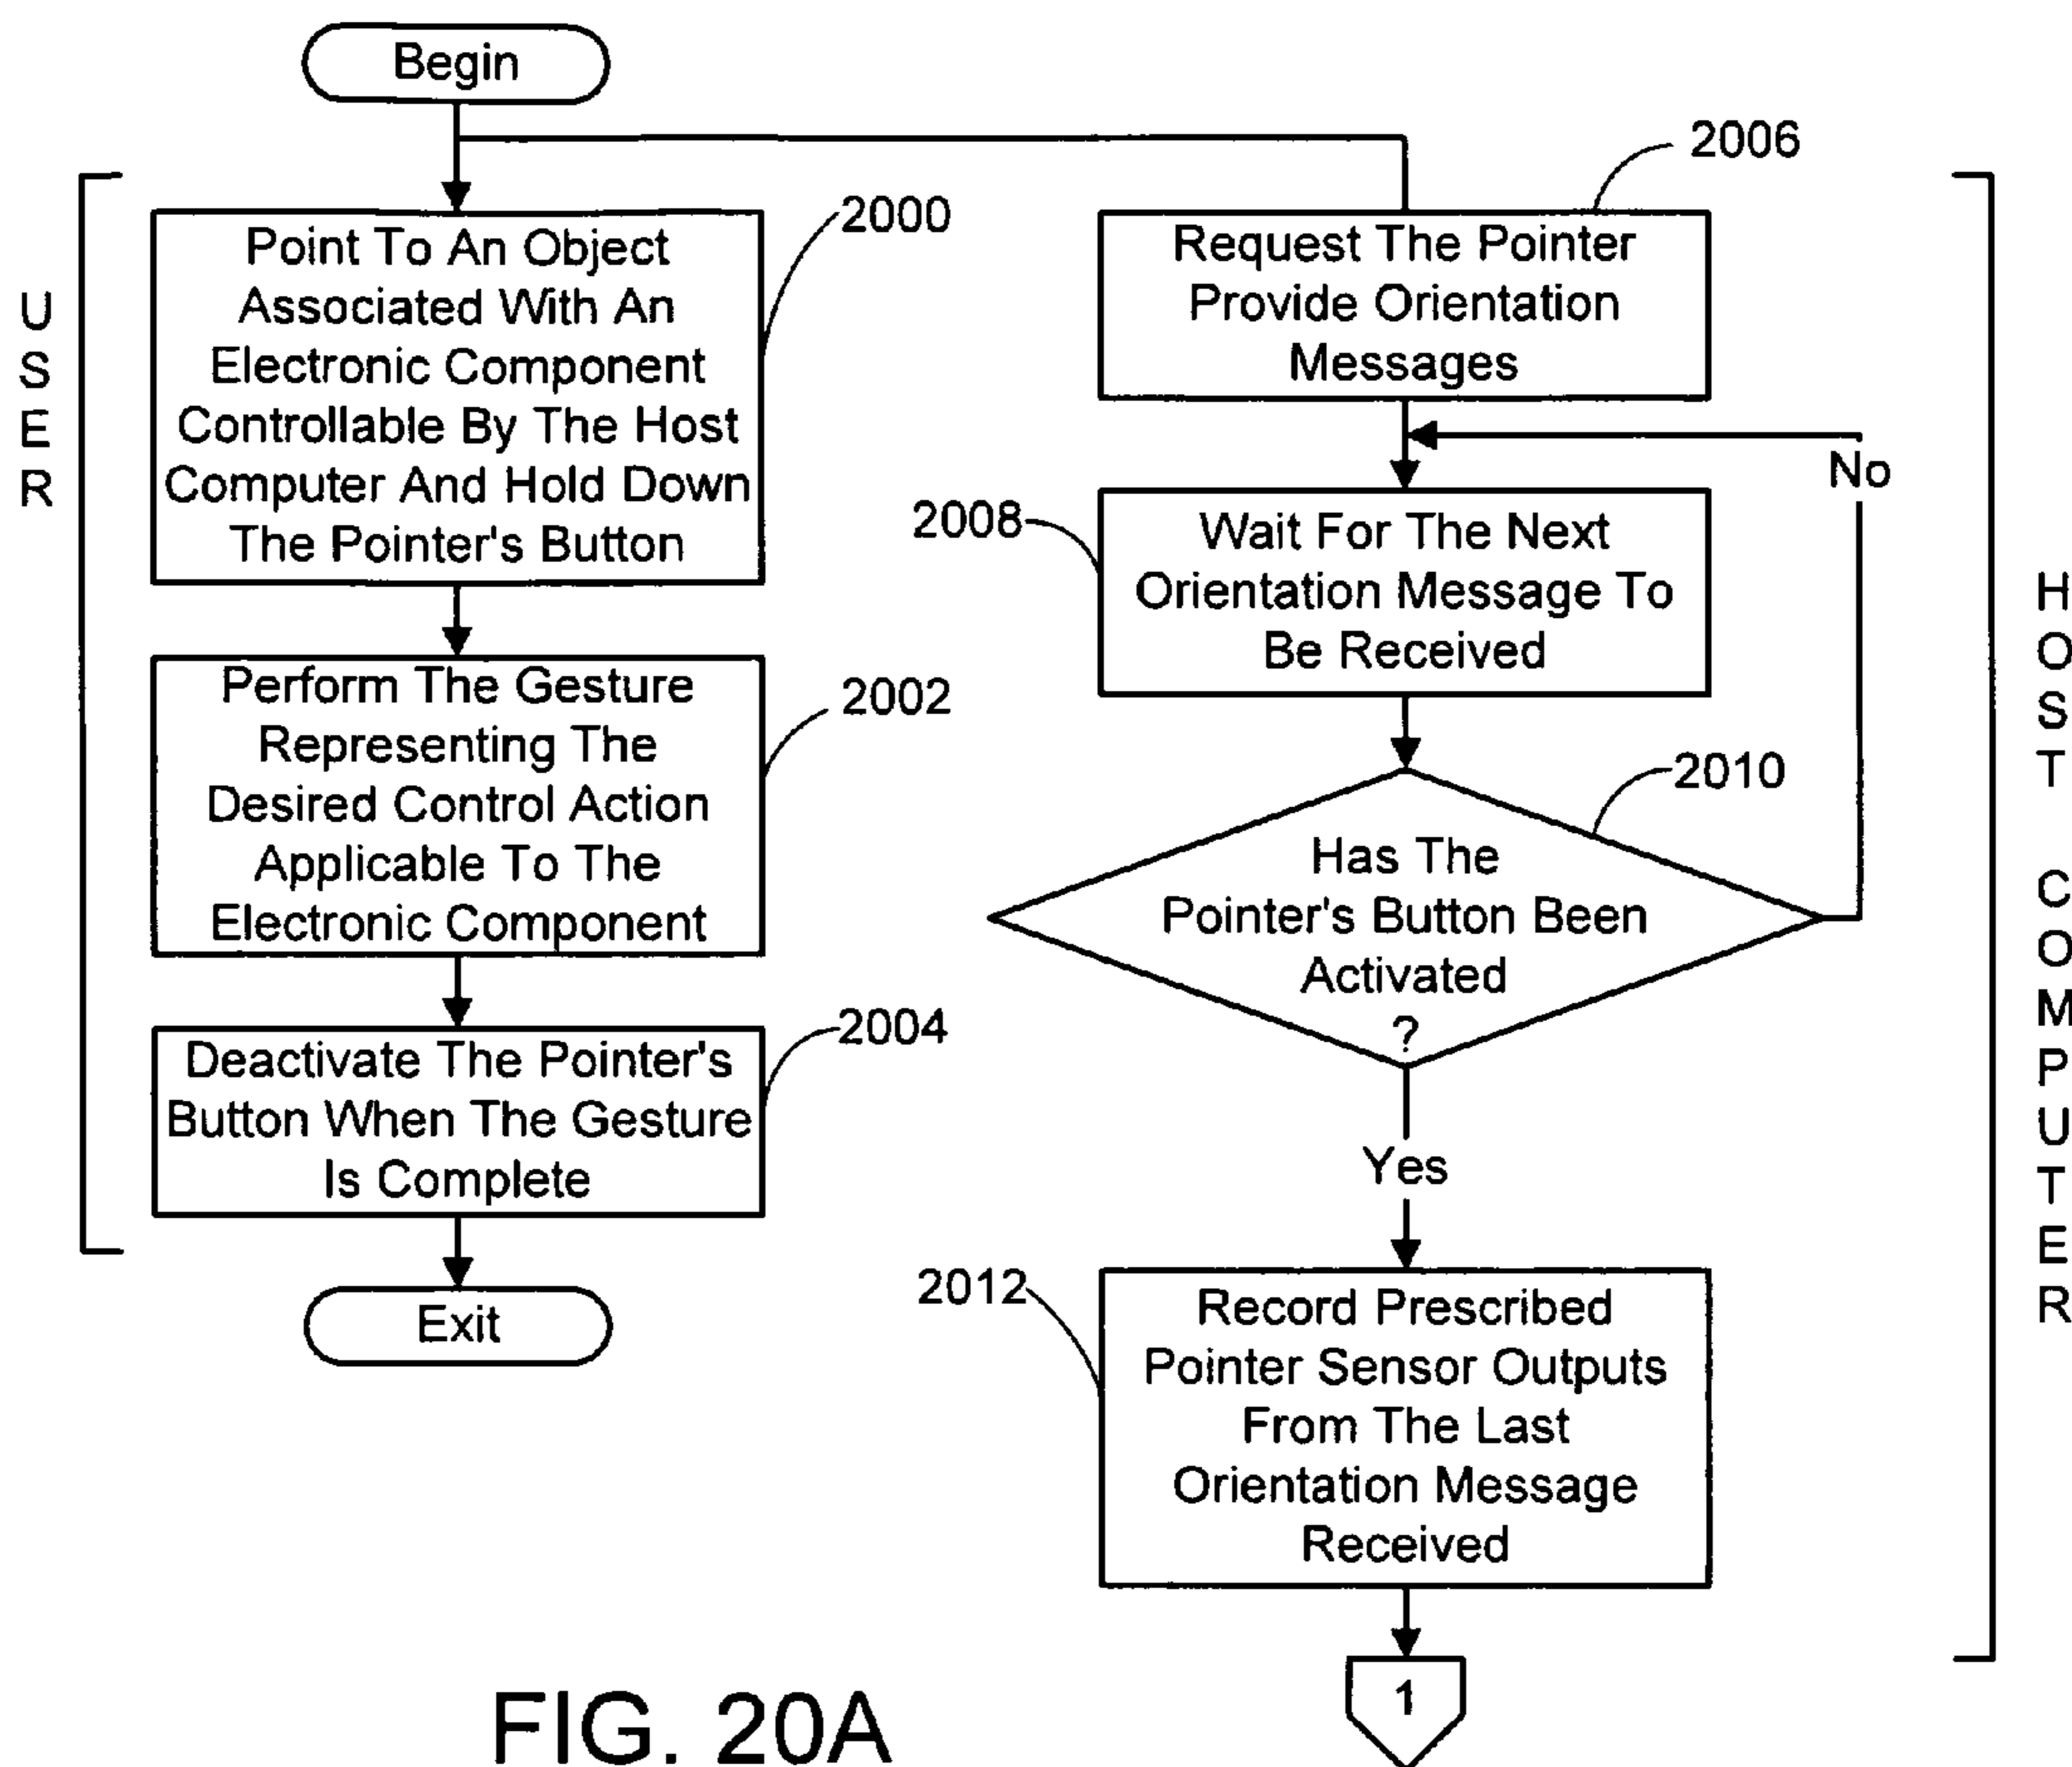 Begin
USER
2000
Point To An Object
Associated With An
Electronic Component
Controllable By The Host
Computer And Hold Down
The Pointer's Button
2002
Perform The Gesture
Representing The
Desired Control Action
Applicable To The
Electronic Component
2004
Deactivate The Pointer's
Button When The Gesture
Is Complete
Exit
HOST COMPUTER
2006
Request The Pointer
Provide Orientation
Messages
No
2008
Wait For The Next
Orientation Message To
Be Received
2010
Has The
Pointer's Button Been
Activated
?
Yes
2012
Record Prescribed
Pointer Sensor Outputs
From The Last
Orientation Message
Received
1
FIG. 20A